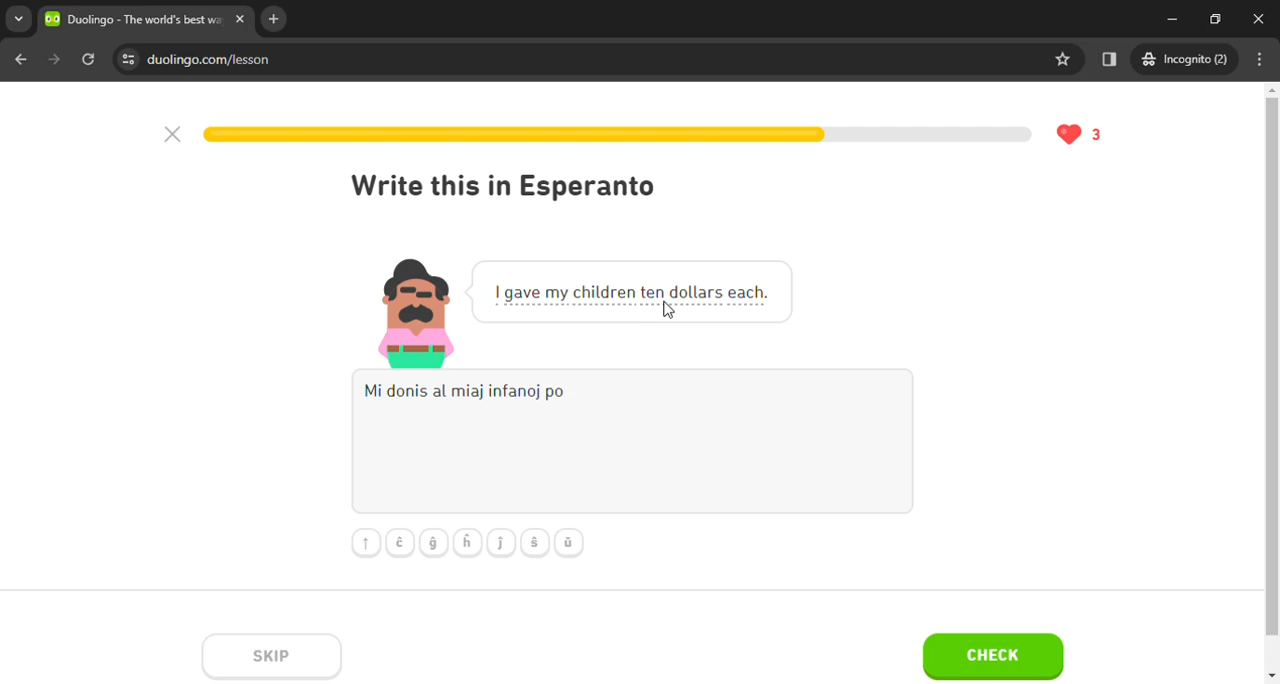 Duolingo - The world's best wa
duolingo.com/lesson
Incognito (2)
3
Write this in Esperanto
I gave my children ten dollars each.
Mi donis al miaj infanoj po
↑ ĉ ĝ ĥ ĵ ŝ ŭ
SKIP
CHECK